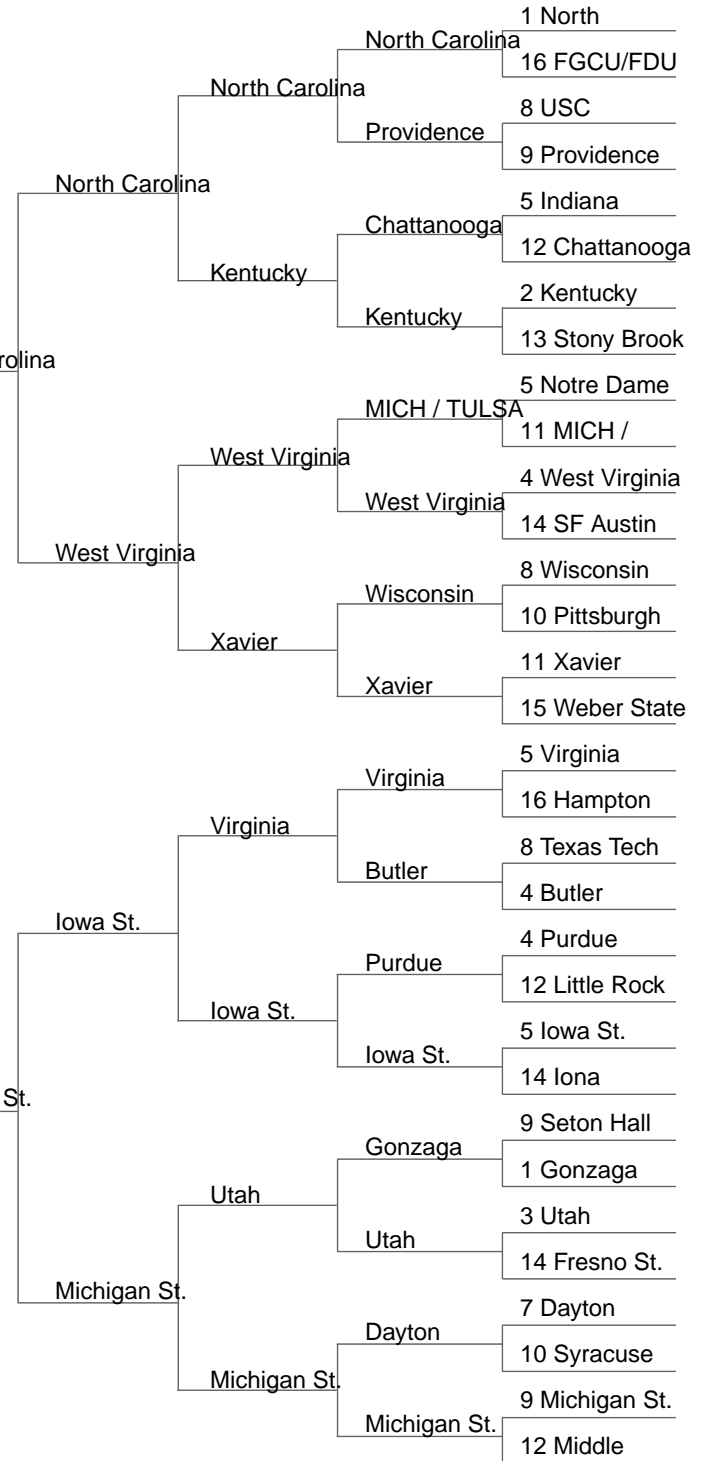 1 North
North Carolina
16 FGCU/FDU
North Carolina
8 USC
Providence
9 Providence
North Carolina
5 Indiana
Chattanooga
12 Chattanooga
Kentucky
2 Kentucky
Kentucky
13 Stony Brook
rolina
5 Notre Dame
MICH / TULSA
11 MICH /
West Virginia
4 West Virginia
West Virginia
14 SF Austin
West Virginia
8 Wisconsin
Wisconsin
10 Pittsburgh
Xavier
11 Xavier
Xavier
15 Weber State
5 Virginia
Virginia
16 Hampton
Virginia
8 Texas Tech
Butler
4 Butler
Iowa St.
4 Purdue
Purdue
12 Little Rock
Iowa St.
5 Iowa St.
Iowa St.
14 Iona
St.
9 Seton Hall
Gonzaga
1 Gonzaga
Utah
3 Utah
Utah
14 Fresno St.
Michigan St.
7 Dayton
Dayton
10 Syracuse
Michigan St.
9 Michigan St.
Michigan St.
12 Middle